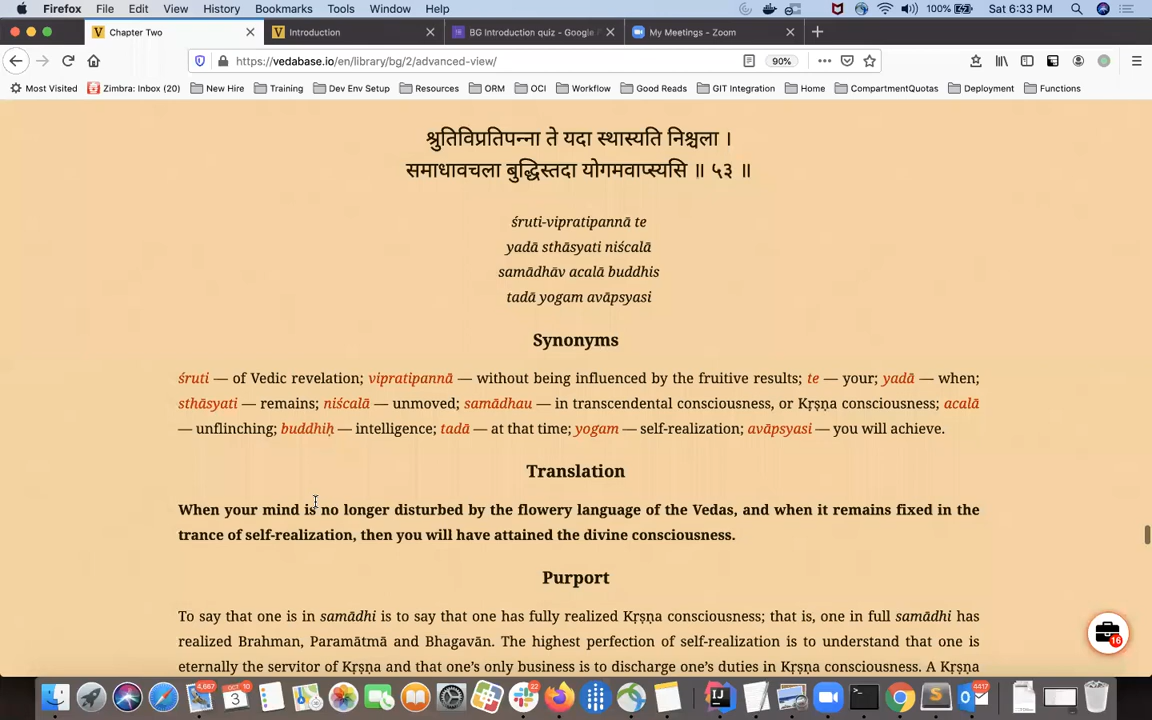 Firefox File Edit View History Bookmarks Tools Window Help 100% Sat 6:33 PM
Chapter Two Introduction BG Introduction quiz - Google F My Meetings - Zoom
https://vedabase.io/en/library/bg/2/advanced-view/ 90%
Most Visited Zimbra: Inbox (20) New Hire Training Dev Env Setup Resources ORM OCI Workflow Good Reads GIT Integration Home CompartmentQuotas Deployment Functions
श्रुतिविप्रतिपन्ना ते यदा स्थास्यति निश्चला ।
समाधावचला बुद्धिस्तदा योगमवाप्स्यसि ॥ ५३ ॥
śruti-vipratipannā te
yadā sthāsyati niścalā
samādhāv acalā buddhis
tadā yogam avāpsyasi
Synonyms
śruti — of Vedic revelation; vipratipannā — without being influenced by the fruitive results; te — your; yadā — when;
sthāsyati — remains; niścalā — unmoved; samādhau — in transcendental consciousness, or Kṛṣṇa consciousness; acalā
— unflinching; buddhiḥ — intelligence; tadā — at that time; yogam — self-realization; avāpsyasi — you will achieve.
Translation
When your mind is no longer disturbed by the flowery language of the Vedas, and when it remains fixed in the
trance of self-realization, then you will have attained the divine consciousness.
Purport
To say that one is in samādhi is to say that one has fully realized Kṛṣṇa consciousness; that is, one in full samādhi has
realized Brahman, Paramātmā and Bhagavān. The highest perfection of self-realization is to understand that one is
eternally the servitor of Kṛṣṇa and that one's only business is to discharge one's duties in Kṛṣṇa consciousness. A Kṛṣṇa
16
4,667 22 4417